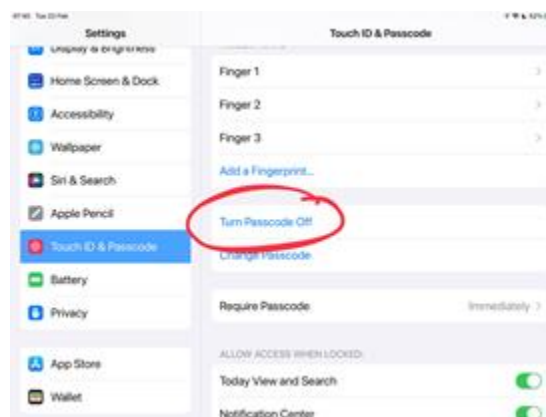 Settings
Touch ID & Passcode
Display & Brightness
Home Screen & Dock
Accessibility
Wallpaper
Siri & Search
Apple Pencil
Touch ID & Passcode
Battery
Privacy
App Store
Wallet
Finger 1
Finger 2
Finger 3
Add a Fingerprint...
Turn Passcode Off
Change Passcode
Require Passcode
Immediately
ALLOW ACCESS WHEN LOCKED:
Today View and Search
Notification Center